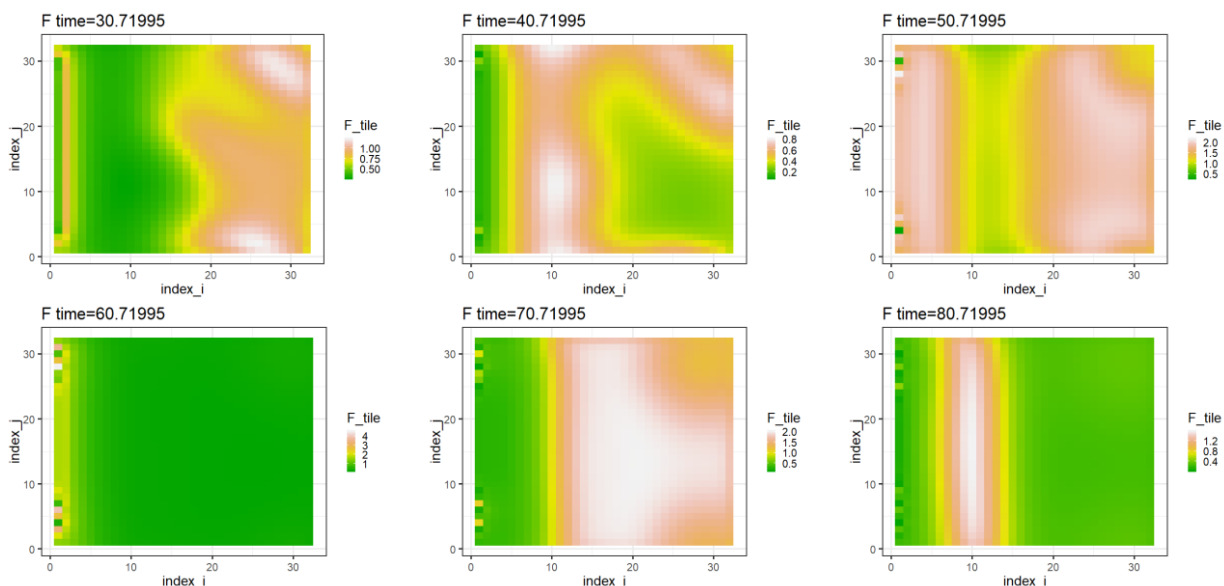 F time=30.71995
index_j
30
20
10
0
0 10 20 30
index_i
F_tile
1.00
0.75
0.50
F time=40.71995
index_j
30
20
10
0
0 10 20 30
index_i
F_tile
0.8
0.6
0.4
0.2
F time=50.71995
index_j
30
20
10
0
0 10 20 30
index_i
F_tile
2.0
1.5
1.0
0.5
F time=60.71995
index_j
30
20
10
0
0 10 20 30
index_i
F_tile
4
3
2
1
F time=70.71995
index_j
30
20
10
0
0 10 20 30
index_i
F_tile
2.0
1.5
1.0
0.5
F time=80.71995
index_j
30
20
10
0
0 10 20 30
index_i
F_tile
1.2
0.8
0.4